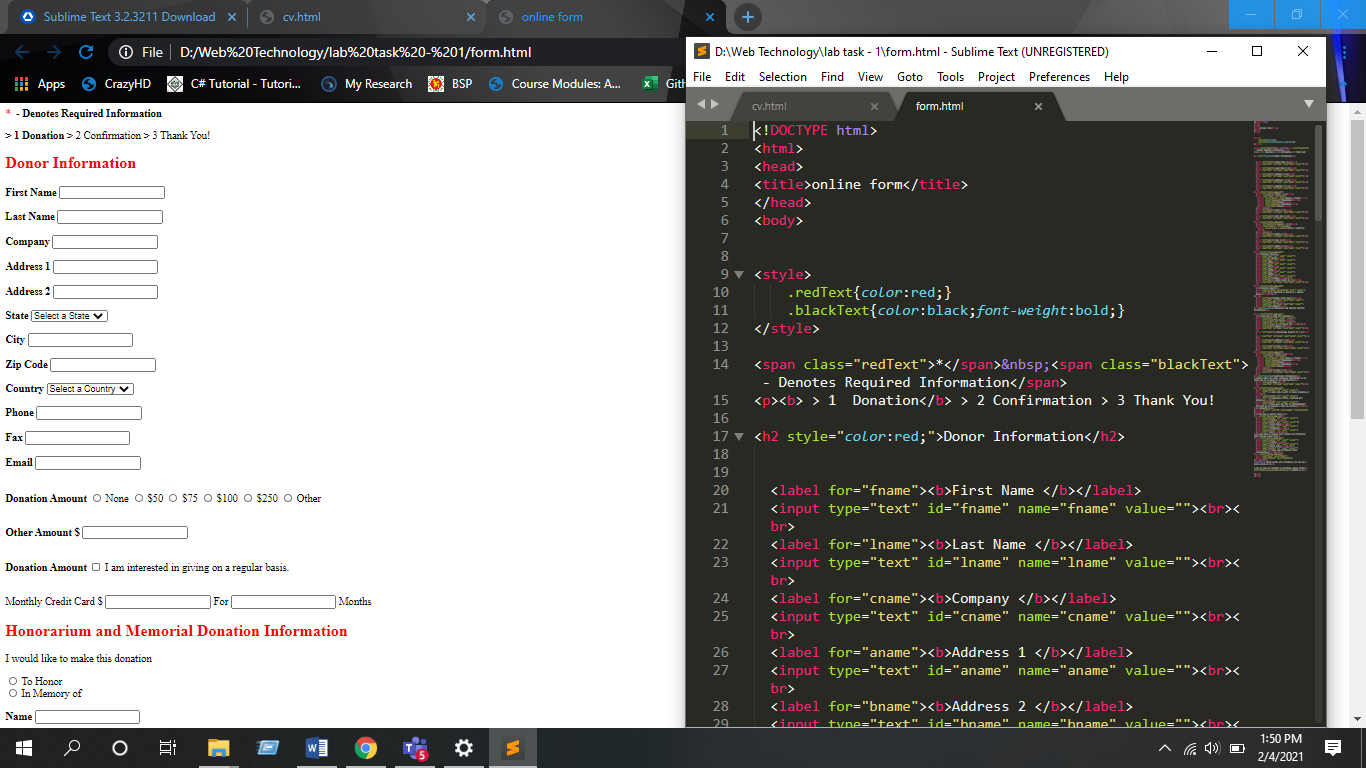 Sublime Text 3.2.3211 Download
cv.html
online form
File D:/Web%20Technology/lab%20task%20-%201/form.html
Apps CrazyHD C# Tutorial - Tutori... My Research BSP Course Modules: A... Gith
* - Denotes Required Information
> 1 Donation > 2 Confirmation > 3 Thank You!
Donor Information
First Name
Last Name
Company
Address 1
Address 2
State Select a State
City
Zip Code
Country Select a Country
Phone
Fax
Email
Donation Amount None $50 $75 $100 $250 Other
Other Amount $
Donation Amount I am interested in giving on a regular basis.
Monthly Credit Card $ For Months
Honorarium and Memorial Donation Information
I would like to make this donation
To Honor
In Memory of
Name
D:\Web Technology\lab task - 1\form.html - Sublime Text (UNREGISTERED)
File Edit Selection Find View Goto Tools Project Preferences Help
cv.html form.html
1 <!DOCTYPE html>
2 <html>
3 <head>
4 <title>online form</title>
5 </head>
6 <body>
7
8
9 <style>
10 .redText{color:red;}
11 .blackText{color:black;font-weight:bold;}
12 </style>
13
14 <span class="redText">*</span>&nbsp;<span class="blackText">
- Denotes Required Information</span>
15 <p><b> > 1  Donation</b> > 2 Confirmation > 3 Thank You!
16
17 <h2 style="color:red;">Donor Information</h2>
18
19
20 <label for="fname"><b>First Name </b></label>
21 <input type="text" id="fname" name="fname" value=""><br><
br>
22 <label for="lname"><b>Last Name </b></label>
23 <input type="text" id="lname" name="lname" value=""><br><
br>
24 <label for="cname"><b>Company </b></label>
25 <input type="text" id="cname" name="cname" value=""><br><
br>
26 <label for="aname"><b>Address 1 </b></label>
27 <input type="text" id="aname" name="aname" value=""><br><
br>
28 <label for="bname"><b>Address 2 </b></label>
29 <input type="text" id="bname" name="bname" value=""><br><
5
1:50 PM
2/4/2021